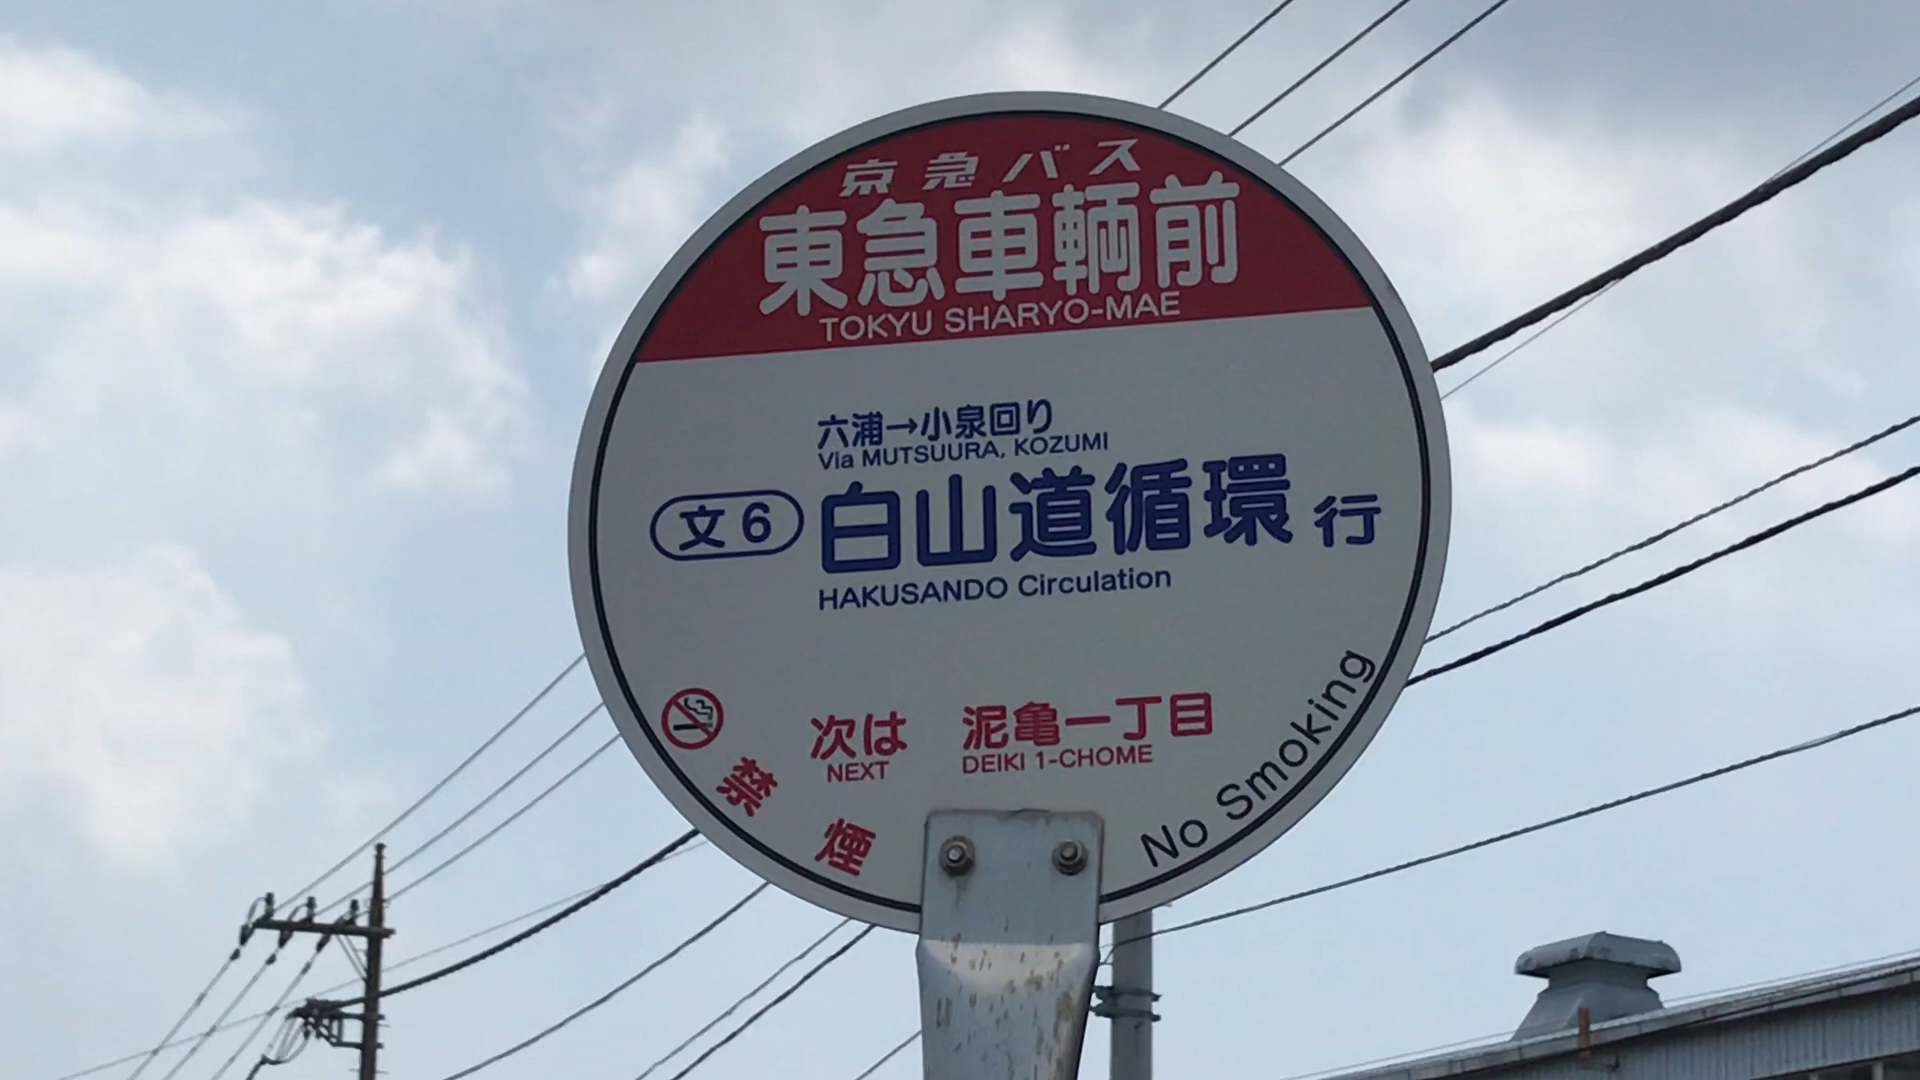 京急バス
東急車輌前
TOKYU SHARYO-MAE
六浦→小泉回り
Via MUTSUURA, KOZUMI
文6 白山道循環 行
HAKUSANDO Circulation
次は 泥亀一丁目
NEXT DEIKI 1-CHOME
禁煙
No Smoking